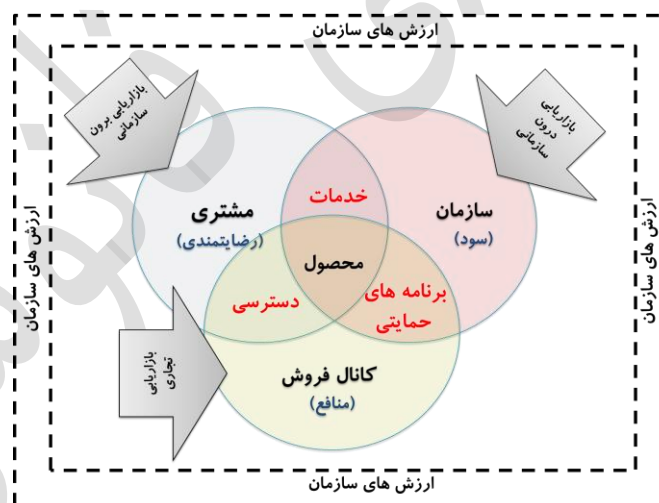 ارزش های سازمان
بازاریابی برون
سازمانی
بازاریابی
درون
سازمانی
ارزش های سازمان
ارزش های سازمان
خدمات
مشتری
(رضایتمندی)
سازمان
(سود)
محصول
دسترسی
برنامه های
حمایتی
بازاریابی
تجاری
کانال فروش
(منافع)
ارزش های سازمان